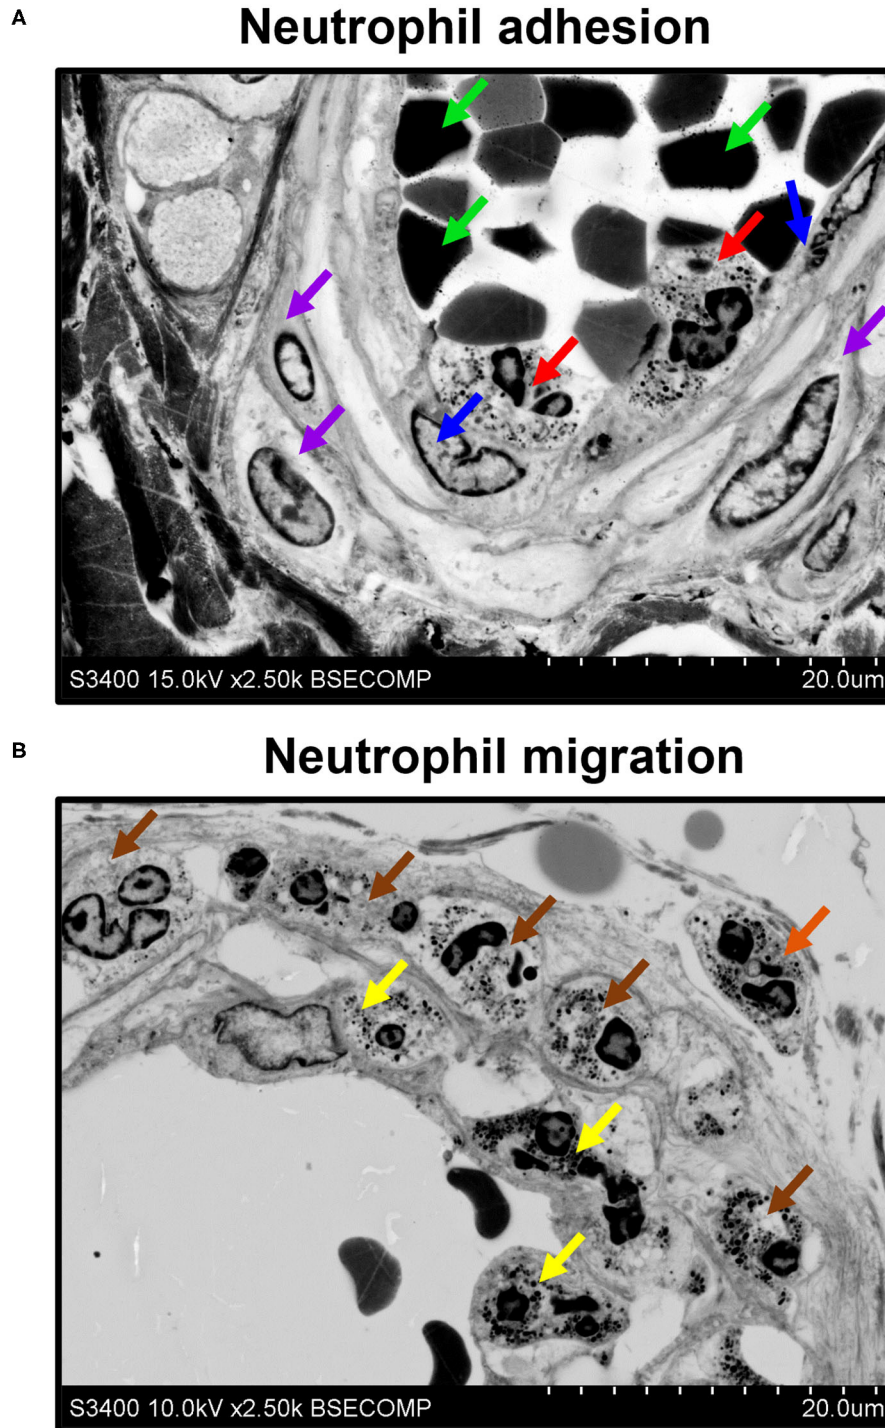 A
Neutrophil adhesion
S3400 15.0kV x2.50k BSECOMP 20.0um
B
Neutrophil migration
S3400 10.0kV x2.50k BSECOMP 20.0um